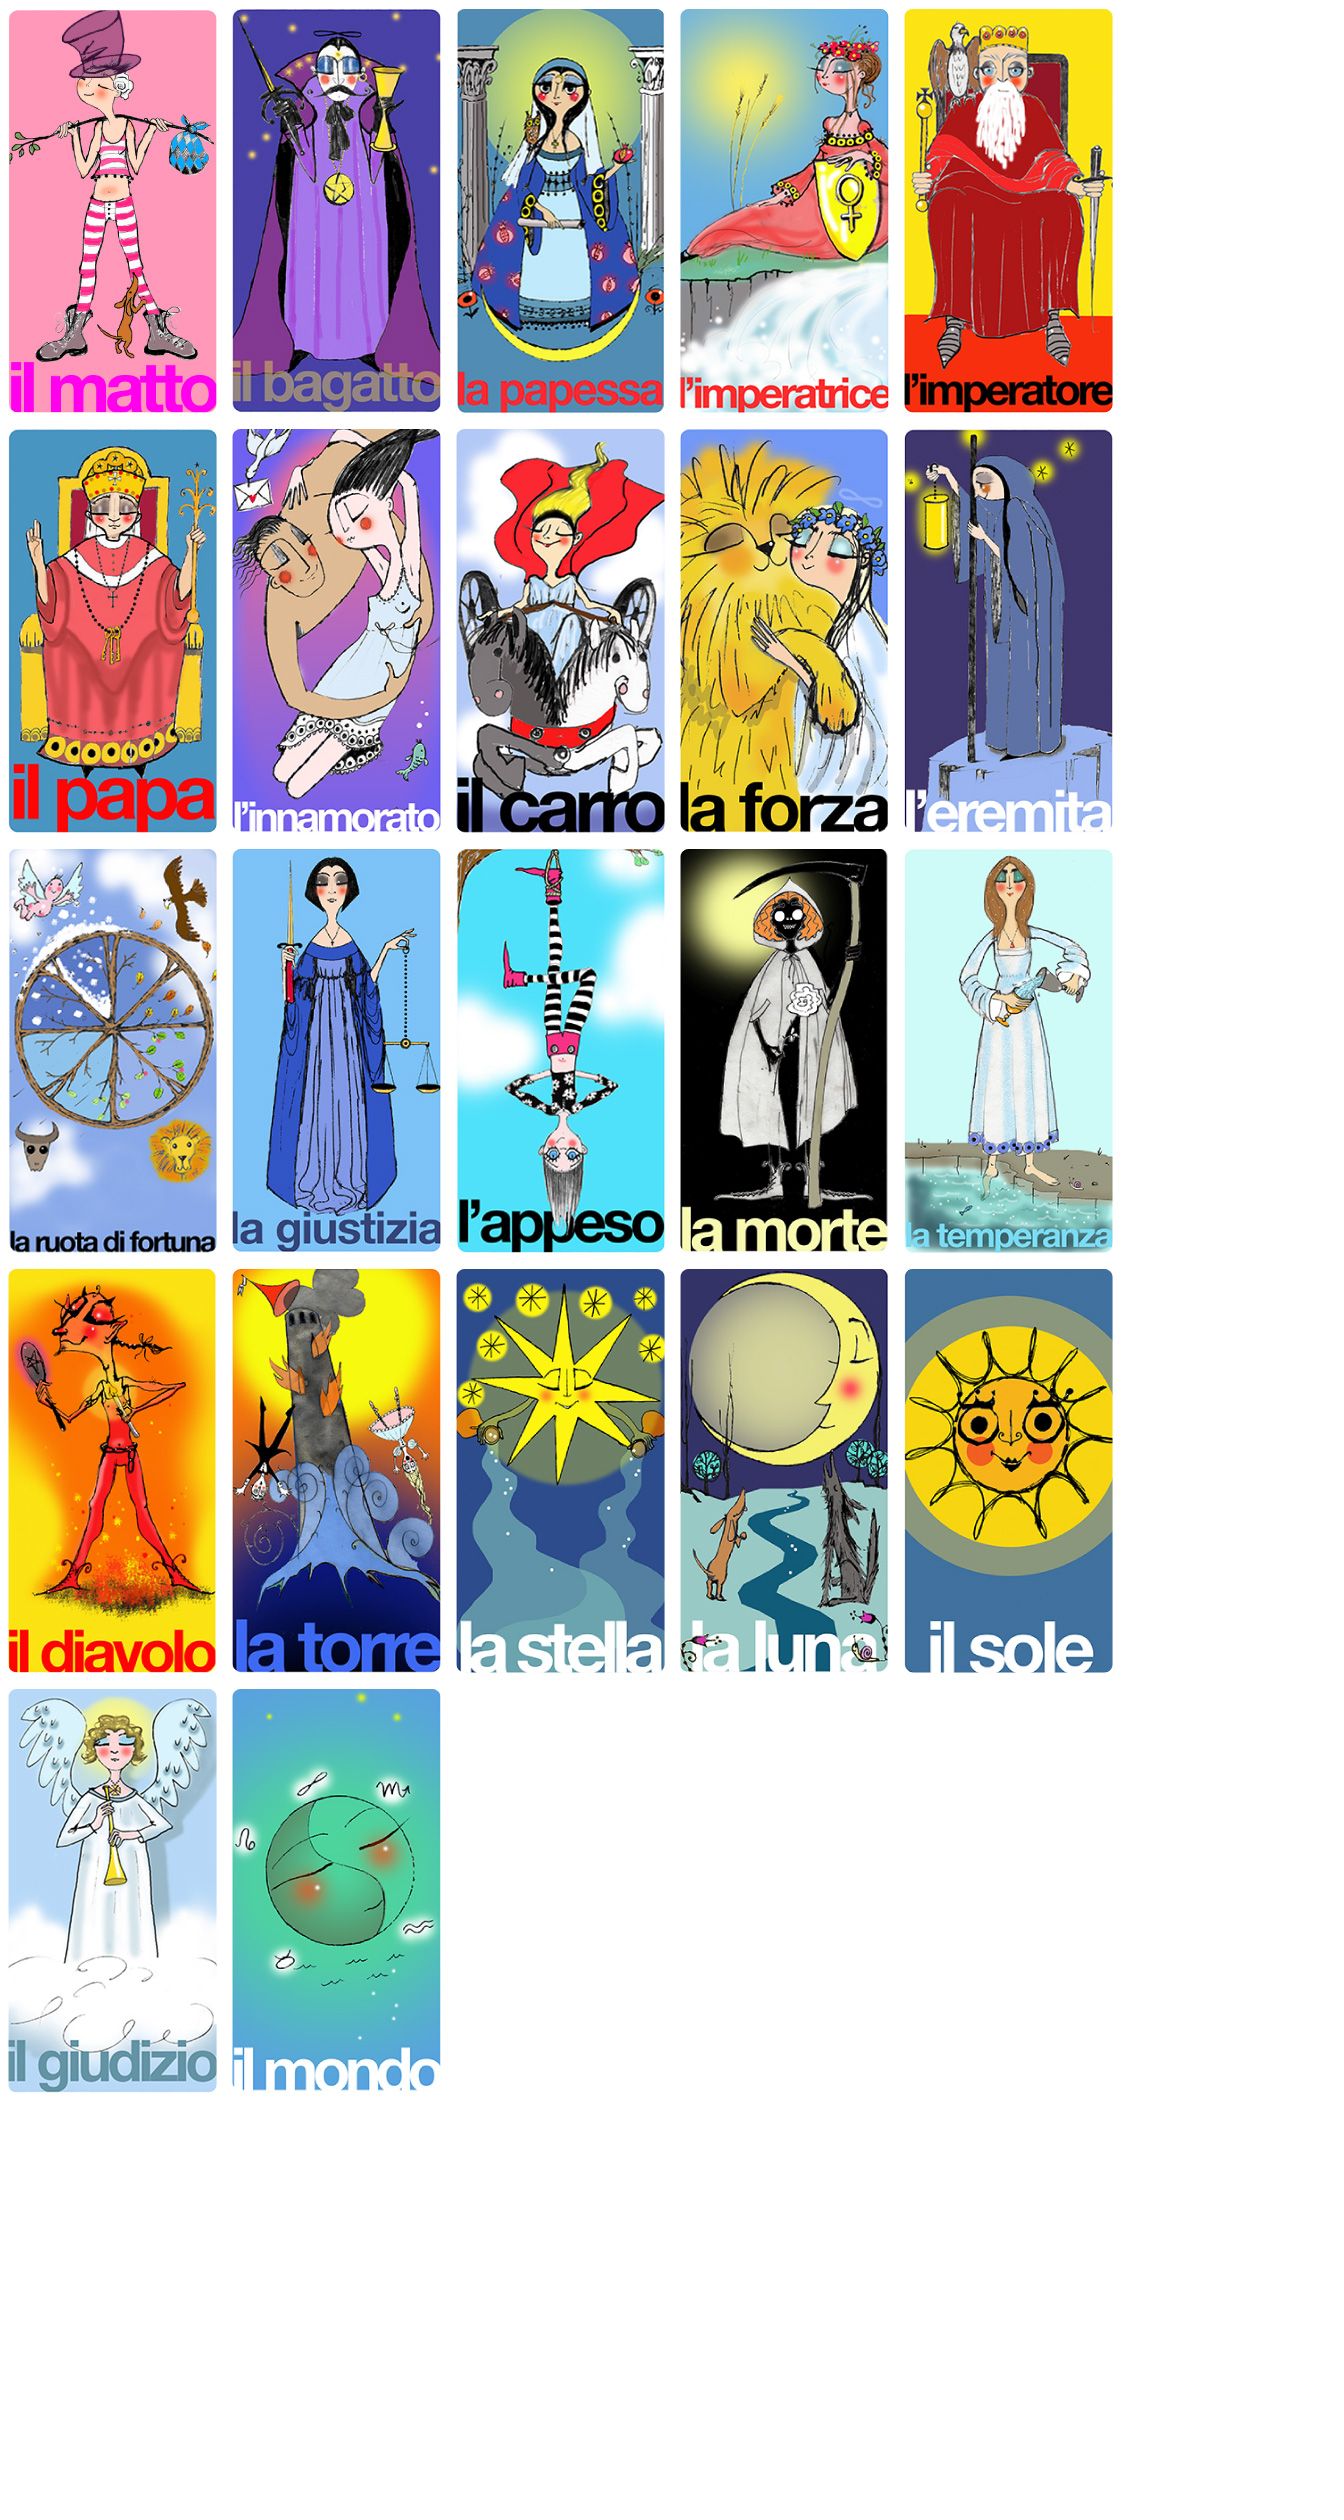 il matto
il bagatto
la papessa
l'imperatrice
l'imperatore
il papa
l'innamorato
il carro
la forza
l'eremita
la ruota di fortuna
la giustizia
l'appeso
la morte
la temperanza
il diavolo
la torre
la stella
la luna
il sole
il giudizio
il mondo